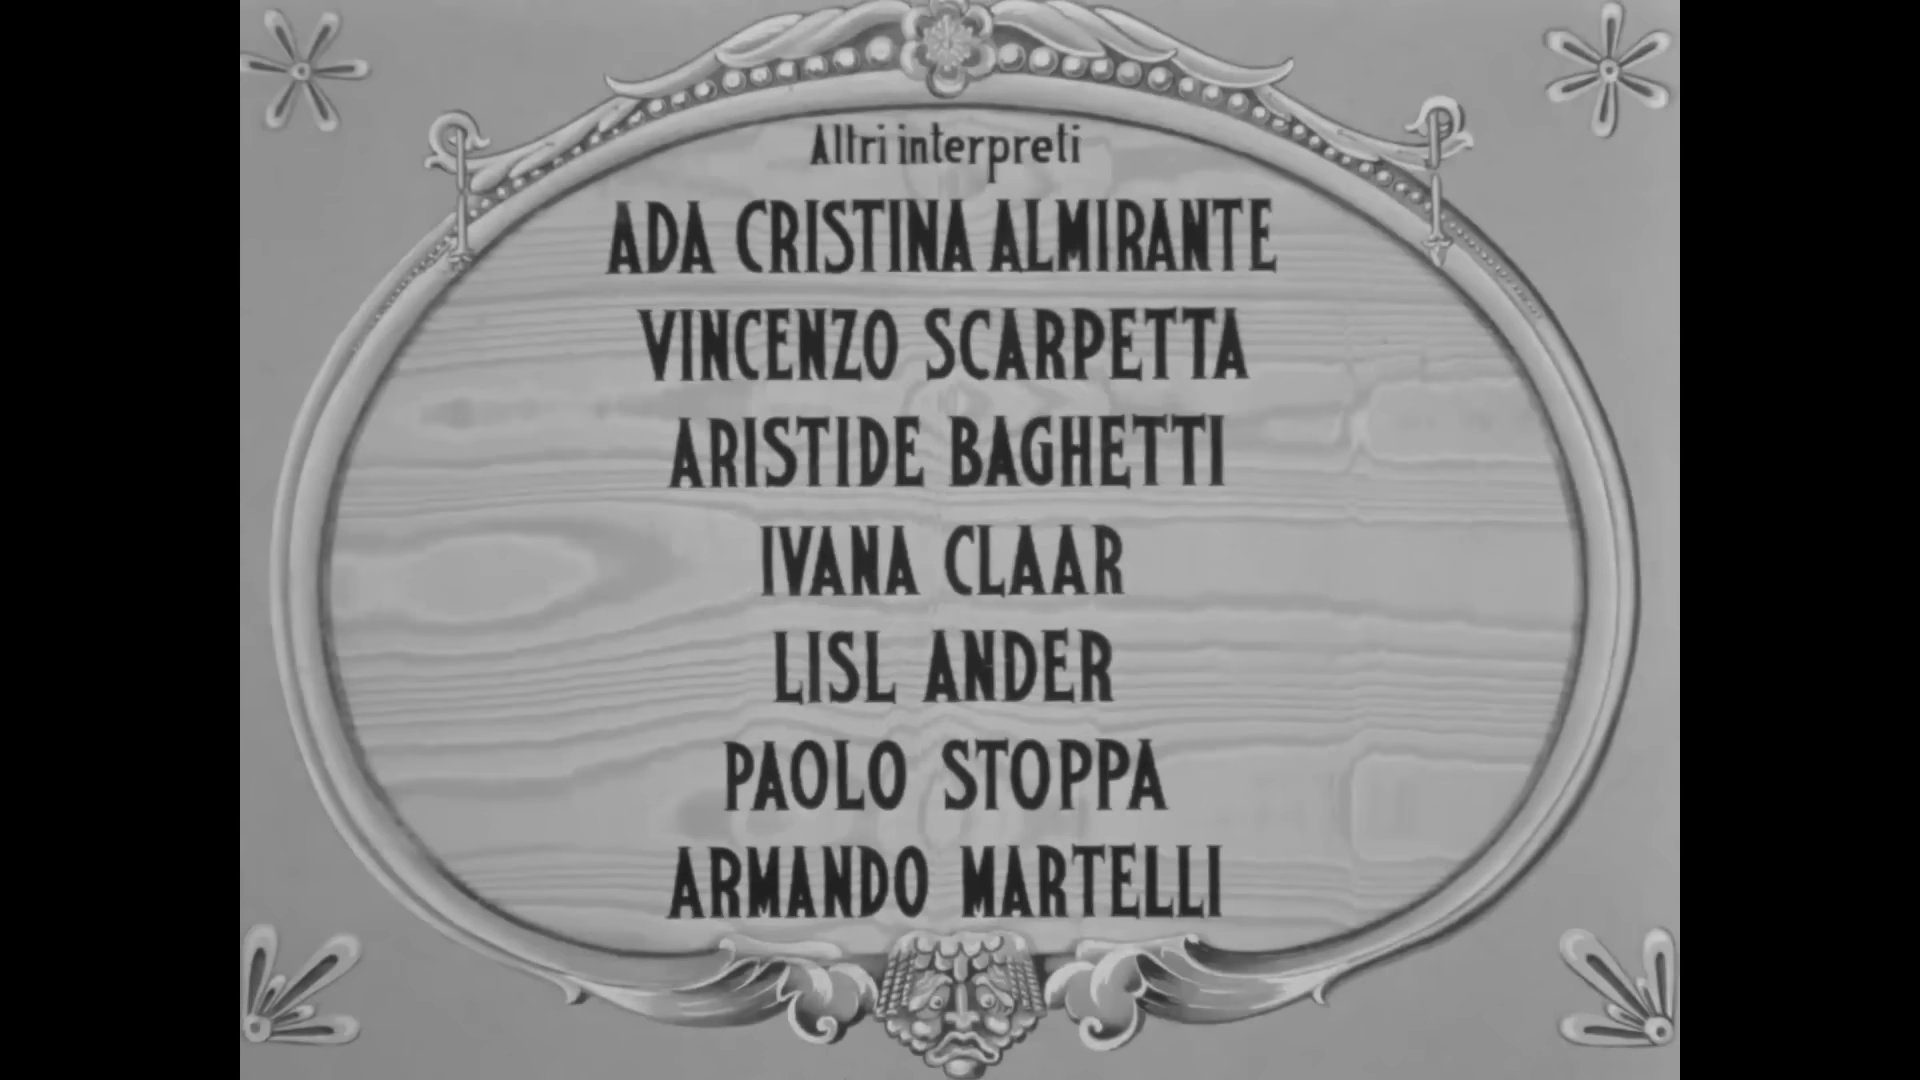 Altri interpreti
ADA CRISTINA ALMIRANTE
VINCENZO SCARPETTA
ARISTIDE BAGHETTI
IVANA CLAAR
LISL ANDER
PAOLO STOPPA
ARMANDO MARTELLI